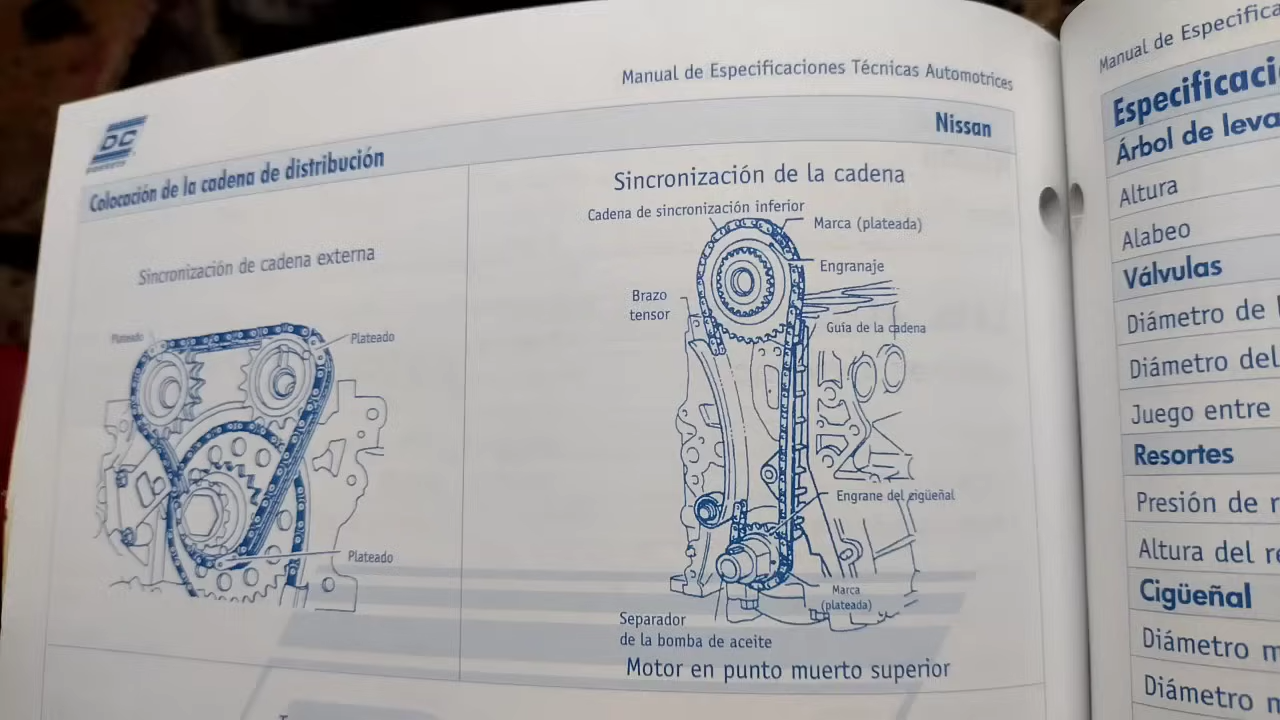 Manual de Especificaciones Técnicas Automotrices
DC
Nissan
Colocación de la cadena de distribución
Sincronización de cadena externa
Plateado
Plateado
Plateado
Sincronización de la cadena
Cadena de sincronización inferior
Marca (plateada)
Engranaje
Brazo
tensor
Guia de la cadena
Engrane del cigüeñal
Marca
(plateada)
Separador
de la bomba de aceite
Motor en punto muerto superior
Manual de
Especificaci
Árbol de leva
Altura
Alabeo
Válvulas
Diámetro de
Diámetro del
Juego entre
Resortes
Presión de
Altura del
Cigüeñal
Diámetro
Diámetro